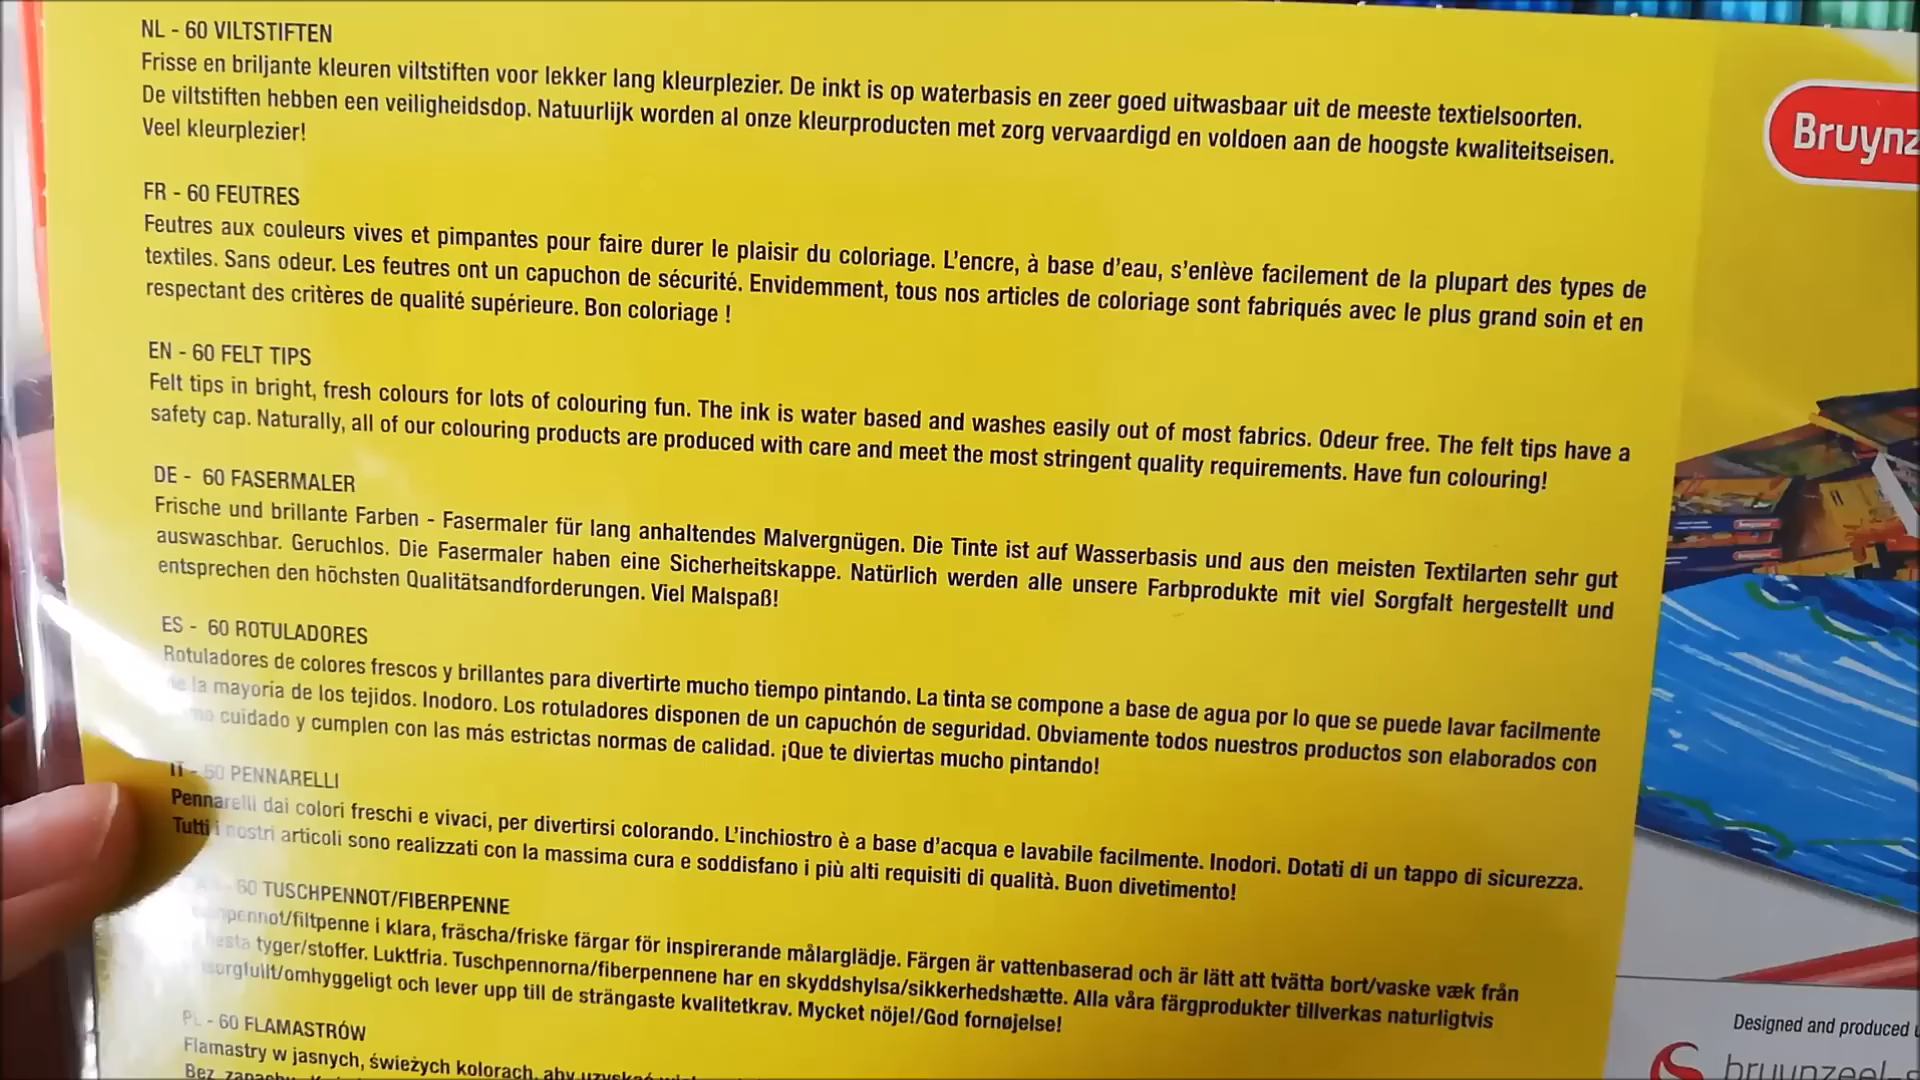 NL - 60 VILTSTIFTEN
Frisse en briljante kleuren viltstiften voor lekker lang kleurplezier. De inkt is op waterbasis en zeer goed uitwasbaar uit de meeste textielsoorten.
De viltstiften hebben een veiligheidsdop. Natuurlijk worden al onze kleurproducten met zorg vervaardigd en voldoen aan de hoogste kwaliteitseisen.
Veel kleurplezier!
FR - 60 FEUTRES
Feutres aux couleurs vives et pimpantes pour faire durer le plaisir du coloriage. L'encre, à base d'eau, s'enlève facilement de la plupart des types de
textiles. Sans odeur. Les feutres ont un capuchon de sécurité. Envidemment, tous nos articles de coloriage sont fabriqués avec le plus grand soin et en
respectant des critères de qualité supérieure. Bon coloriage !
EN - 60 FELT TIPS
Felt tips in bright, fresh colours for lots of colouring fun. The ink is water based and washes easily out of most fabrics. Odeur free. The felt tips have a
safety cap. Naturally, all of our colouring products are produced with care and meet the most stringent quality requirements. Have fun colouring!
DE - 60 FASERMALER
Frische und brillante Farben - Fasermaler für lang anhaltendes Malvergnügen. Die Tinte ist auf Wasserbasis und aus den meisten Textilarten sehr gut
auswaschbar. Geruchlos. Die Fasermaler haben eine Sicherheitskappe. Natürlich werden alle unsere Farbprodukte mit viel Sorgfalt hergestellt und
entsprechen den höchsten Qualitätsandforderungen. Viel Malspaß!
ES - 60 ROTULADORES
Rotuladores de colores frescos y brillantes para divertirte mucho tiempo pintando. La tinta se compone a base de agua por lo que se puede lavar facilmente
de la mayoría de los tejidos. Inodoro. Los rotuladores disponen de un capuchón de seguridad. Obviamente todos nuestros productos son elaborados con
cuidado y cumplen con las más estrictas normas de calidad. ¡Que te diviertas mucho pintando!
IT - 60 PENNARELLI
Pennarelli dai colori freschi e vivaci, per divertirsi colorando. L'inchiostro è a base d'acqua e lavabile facilmente. Inodori. Dotati di un tappo di sicurezza.
Tutti i nostri articoli sono realizzati con la massima cura e soddisfano i più alti requisiti di qualità. Buon divetimento!
60 TUSCHPENNOT/FIBERPENNE
i klara, fräscha/friske färgar för inspirerande målarglädje. Färgen är vattenbaserad och är lätt att tvätta bort/vaske væk från
tyger/stoffer. Luktfria. Tuschpennorna/fiberpennene har en skyddshylsa/sikkerhedshætte. Alla våra färgprodukter tillverkas naturligtvis
sorgfullt/omhyggeligt och lever upp till de strängaste kvalitetkrav. Mycket nöje!/God fornøjelse!
PL - 60 FLAMASTRÓW
Flamastry w jasnych, świeżych kolorach, aby
Bez
Bruynz
Designed and produced
bruynzeel-s